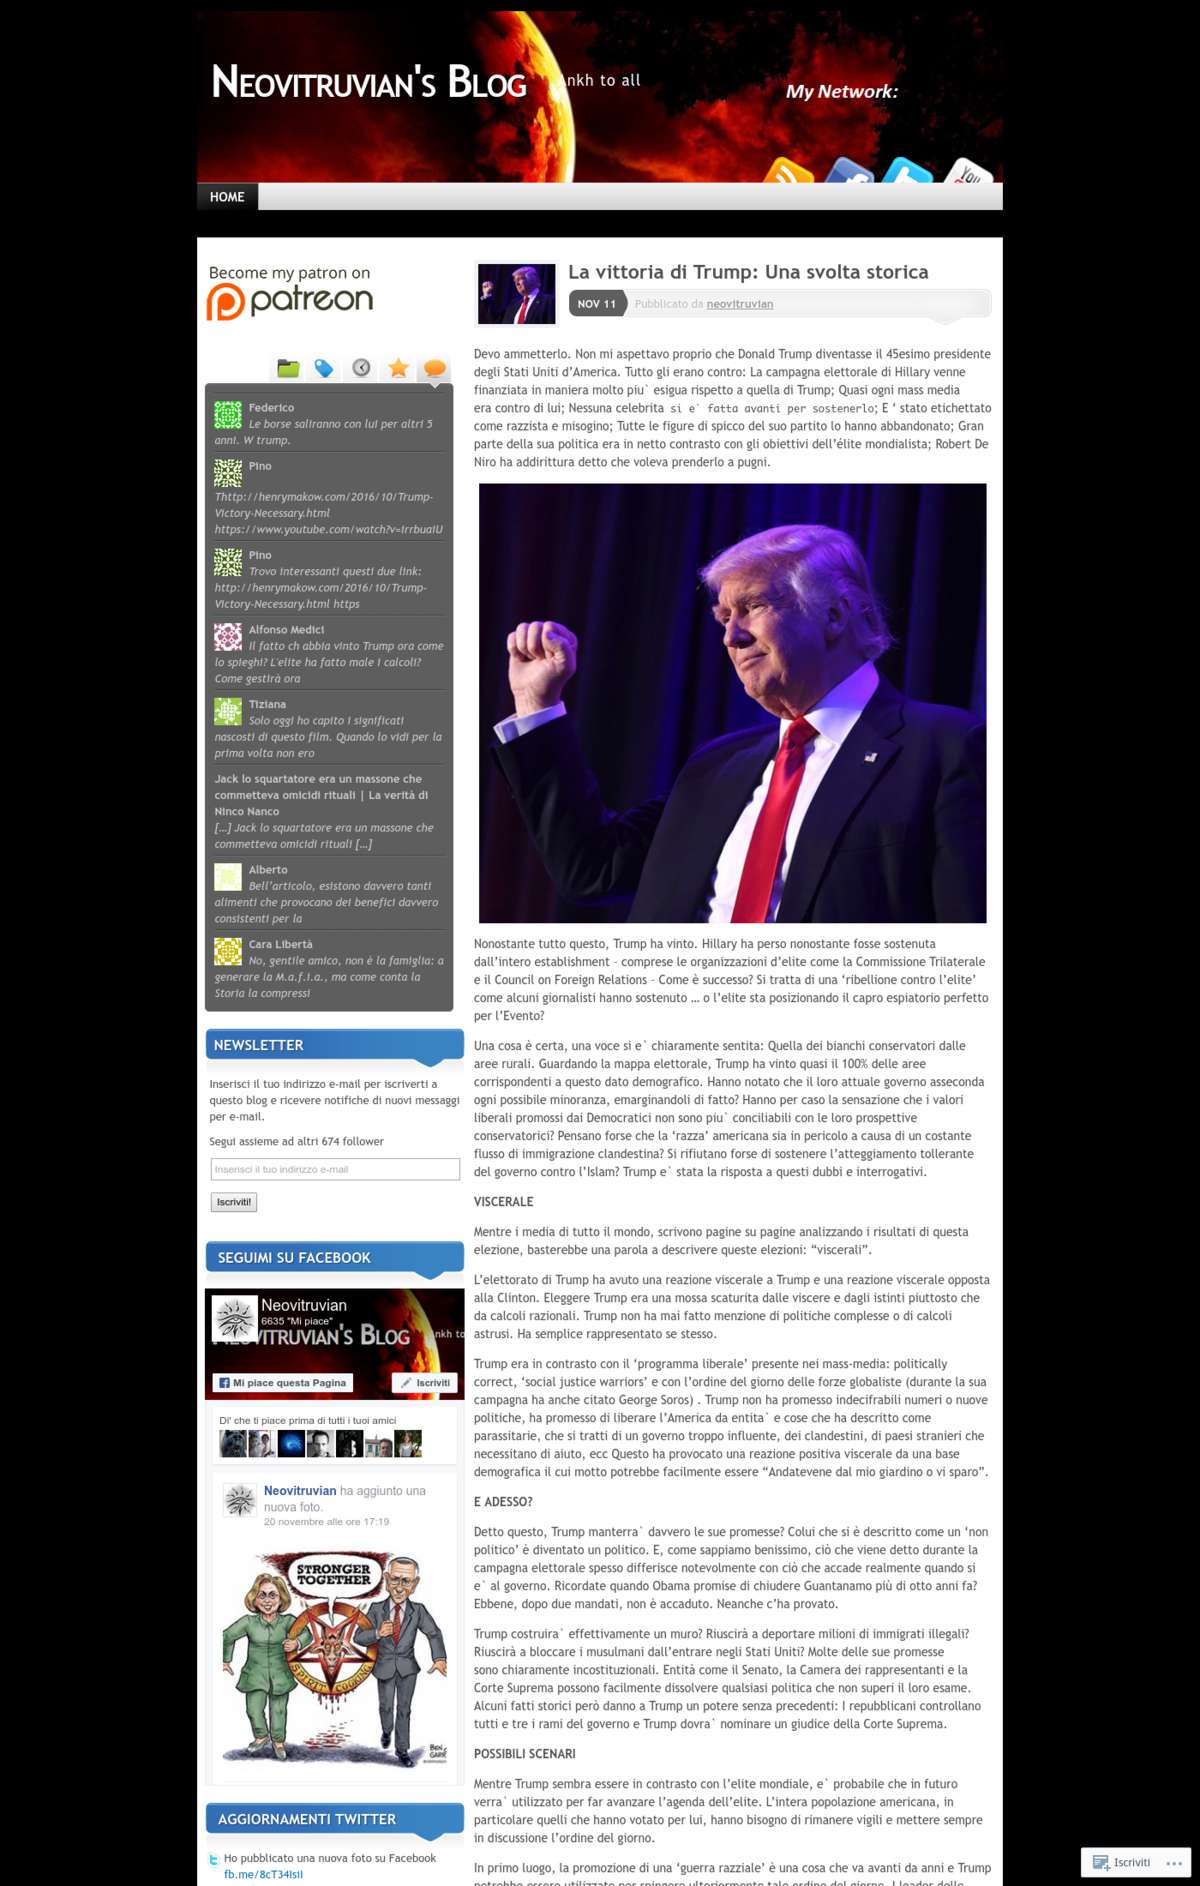 NEOVITRUVIAN'S BLOG
nkh to all
My Network:
HOME
Become my patron on
patreon
Federico
Le borse saliranno con lui per altri 5
anni. W trump.
Pino
Thttp://henrymakow.com/2016/10/Trump-
Victory-Necessary.html
https://www.youtube.com/watch?v=IrrbuaIU
Pino
Trovo interessanti questi due link:
http://henrymakow.com/2016/10/Trump-
Victory-Necessary.html https
Alfonso Medici
Il fatto ch abbia vinto Trump ora come
lo spieghi? L'elite ha fatto male i calcoli?
Come gestirà ora
Tiziana
Solo oggi ho capito i significati
nascosti di questo film. Quando lo vidi per la
prima volta non ero
Jack lo squartatore era un massone che
commetteva omicidi rituali | La verità di
Ninco Nanco
[…] Jack lo squartatore era un massone che
commetteva omicidi rituali […]
Alberto
Bell’articolo, esistono davvero tanti
alimenti che provocano dei benefici davvero
consistenti per la
Cara Libertà
No, gentile amico, non è la famiglia: a
generare la M.a.f.i.a., ma come conta la
Storia la compressi
NEWSLETTER
Inserisci il tuo indirizzo e-mail per iscriverti a
questo blog e ricevere notifiche di nuovi messaggi
per e-mail.
Segui assieme ad altri 674 follower
Inserisci il tuo indirizzo e-mail
Iscriviti!
SEGUIMI SU FACEBOOK
Neovitruvian
6635 "Mi piace"
NEOVITRUVIAN'S BLOG
nkh to
Mi piace questa Pagina
Iscriviti
Di' che ti piace prima di tutti i tuoi amici
Neovitruvian ha aggiunto una
nuova foto.
20 novembre alle ore 17:19
STRONGER
TOGETHER
SPIRIT COOKING
BEN GARR
AGGIORNAMENTI TWITTER
Ho pubblicato una nuova foto su Facebook
fb.me/8cT34IsiI
La vittoria di Trump: Una svolta storica
NOV 11
Pubblicato da neovitruvian
Devo ammetterlo. Non mi aspettavo proprio che Donald Trump diventasse il 45esimo presidente
degli Stati Uniti d’America. Tutto gli erano contro: La campagna elettorale di Hillary venne
finanziata in maniera molto piu` esigua rispetto a quella di Trump; Quasi ogni mass media
era contro di lui; Nessuna celebrita si e` fatta avanti per sostenerlo; E ‘ stato etichettato
come razzista e misogino; Tutte le figure di spicco del suo partito lo hanno abbandonato; Gran
parte della sua politica era in netto contrasto con gli obiettivi dell’élite mondialista; Robert De
Niro ha addirittura detto che voleva prenderlo a pugni.
Nonostante tutto questo, Trump ha vinto. Hillary ha perso nonostante fosse sostenuta
dall’intero establishment – comprese le organizzazioni d’elite come la Commissione Trilaterale
e il Council on Foreign Relations – Come è successo? Si tratta di una ‘ribellione contro l’elite’
come alcuni giornalisti hanno sostenuto … o l’elite sta posizionando il capro espiatorio perfetto
per l’Evento?
Una cosa è certa, una voce si e` chiaramente sentita: Quella dei bianchi conservatori dalle
aree rurali. Guardando la mappa elettorale, Trump ha vinto quasi il 100% delle aree
corrispondenti a questo dato demografico. Hanno notato che il loro attuale governo asseconda
ogni possibile minoranza, emarginandoli di fatto? Hanno per caso la sensazione che i valori
liberali promossi dai Democratici non sono piu` conciliabili con le loro prospettive
conservatorici? Pensano forse che la ‘razza’ americana sia in pericolo a causa di un costante
flusso di immigrazione clandestina? Si rifiutano forse di sostenere l’atteggiamento tollerante
del governo contro l’Islam? Trump e` stata la risposta a questi dubbi e interrogativi.
VISCERALE
Mentre i media di tutto il mondo, scrivono pagine su pagine analizzando i risultati di questa
elezione, basterebbe una parola a descrivere queste elezioni: “viscerali”.
L’elettorato di Trump ha avuto una reazione viscerale a Trump e una reazione viscerale opposta
alla Clinton. Eleggere Trump era una mossa scaturita dalle viscere e dagli istinti piuttosto che
da calcoli razionali. Trump non ha mai fatto menzione di politiche complesse o di calcoli
astrusi. Ha semplice rappresentato se stesso.
Trump era in contrasto con il ‘programma liberale’ presente nei mass-media: politically
correct, ‘social justice warriors’ e con l’ordine del giorno delle forze globaliste (durante la sua
campagna ha anche citato George Soros) . Trump non ha promesso indecifrabili numeri o nuove
politiche, ha promesso di liberare l’America da entita` e cose che ha descritto come
parassitarie, che si tratti di un governo troppo influente, dei clandestini, di paesi stranieri che
necessitano di aiuto, ecc Questo ha provocato una reazione positiva viscerale da una base
demografica il cui motto potrebbe facilmente essere “Andatevene dal mio giardino o vi sparo”.
E ADESSO?
Detto questo, Trump manterra` davvero le sue promesse? Colui che si è descritto come un ‘non
politico’ è diventato un politico. E, come sappiamo benissimo, ciò che viene detto durante la
campagna elettorale spesso differisce notevolmente con ciò che accade realmente quando si
e` al governo. Ricordate quando Obama promise di chiudere Guantanamo più di otto anni fa?
Ebbene, dopo due mandati, non è accaduto. Neanche c’ha provato.
Trump costruira` effettivamente un muro? Riuscirà a deportare milioni di immigrati illegali?
Riuscirà a bloccare i musulmani dall’entrare negli Stati Uniti? Molte delle sue promesse
sono chiaramente incostituzionali. Entità come il Senato, la Camera dei rappresentanti e la
Corte Suprema possono facilmente dissolvere qualsiasi politica che non superi il loro esame.
Alcuni fatti storici però danno a Trump un potere senza precedenti: I repubblicani controllano
tutti e tre i rami del governo e Trump dovra` nominare un giudice della Corte Suprema.
POSSIBILI SCENARI
Mentre Trump sembra essere in contrasto con l’elite mondiale, e` probabile che in futuro
verra` utilizzato per far avanzare l’agenda dell’elite. L’intera popolazione americana, in
particolare quelli che hanno votato per lui, hanno bisogno di rimanere vigili e mettere sempre
in discussione l’ordine del giorno.
In primo luogo, la promozione di una ‘guerra razziale’ è una cosa che va avanti da anni e Trump
potrebbe essere utilizzato per spingere ulteriormente tale ordine del giorno. I leader delle
Iscriviti